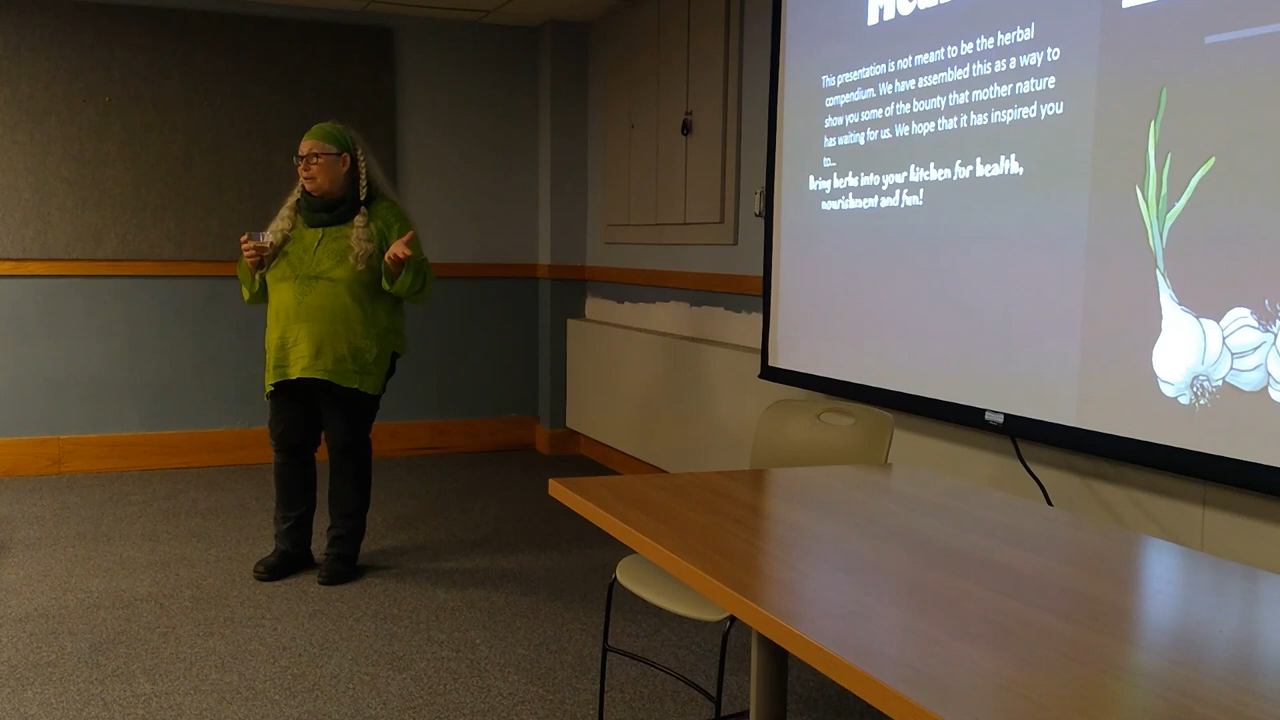 This presentation is not meant to be the herbal
compendium. We have assembled this as a way to
show you some of the bounty that mother nature
has waiting for us. We hope that it has inspired you
to...
Bring herbs into your kitchen for health,
nourishment and fun!